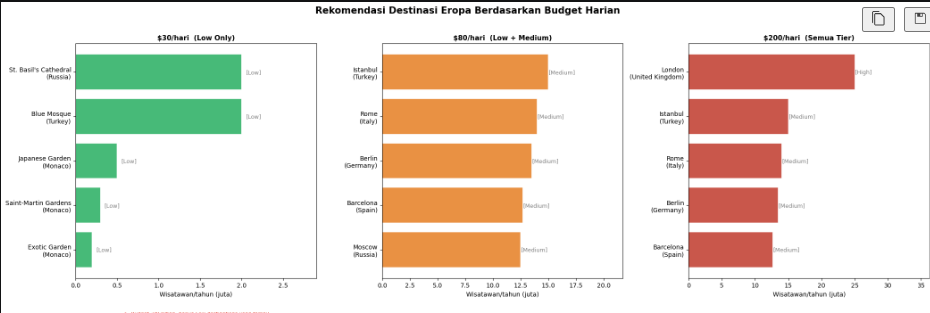 Rekomendasi Destinasi Eropa Berdasarkan Budget Harian
$30/hari (Low Only)
St. Basil's Cathedral
(Russia)
[Low]
Blue Mosque
(Turkey)
[Low]
Japanese Garden
(Monaco)
[Low]
Saint-Martin Gardens
(Monaco)
[Low]
Exotic Garden
(Monaco)
[Low]
0.0 0.5 1.0 1.5 2.0 2.5
Wisatawan/tahun (juta)
$80/hari (Low + Medium)
Istanbul
(Turkey)
[Medium]
Rome
(Italy)
[Medium]
Berlin
(Germany)
[Medium]
Barcelona
(Spain)
[Medium]
Moscow
(Russia)
[Medium]
0.0 2.5 5.0 7.5 10.0 12.5 15.0 17.5 20.0
Wisatawan/tahun (juta)
$200/hari (Semua Tier)
London
(United Kingdom)
[High]
Istanbul
(Turkey)
[Medium]
Rome
(Italy)
[Medium]
Berlin
(Germany)
[Medium]
Barcelona
(Spain)
[Medium]
0 5 10 15 20 25 30 35
Wisatawan/tahun (juta)